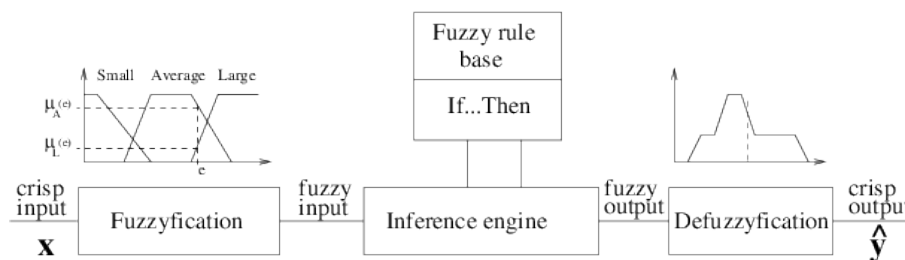 Fuzzy rule
base
If...Then
Small Average Large
μA(e)
μL(e)
e
crisp
input
x
Fuzzyfication
fuzzy
input
Inference engine
fuzzy
output
Defuzzyfication
crisp
output
ŷ